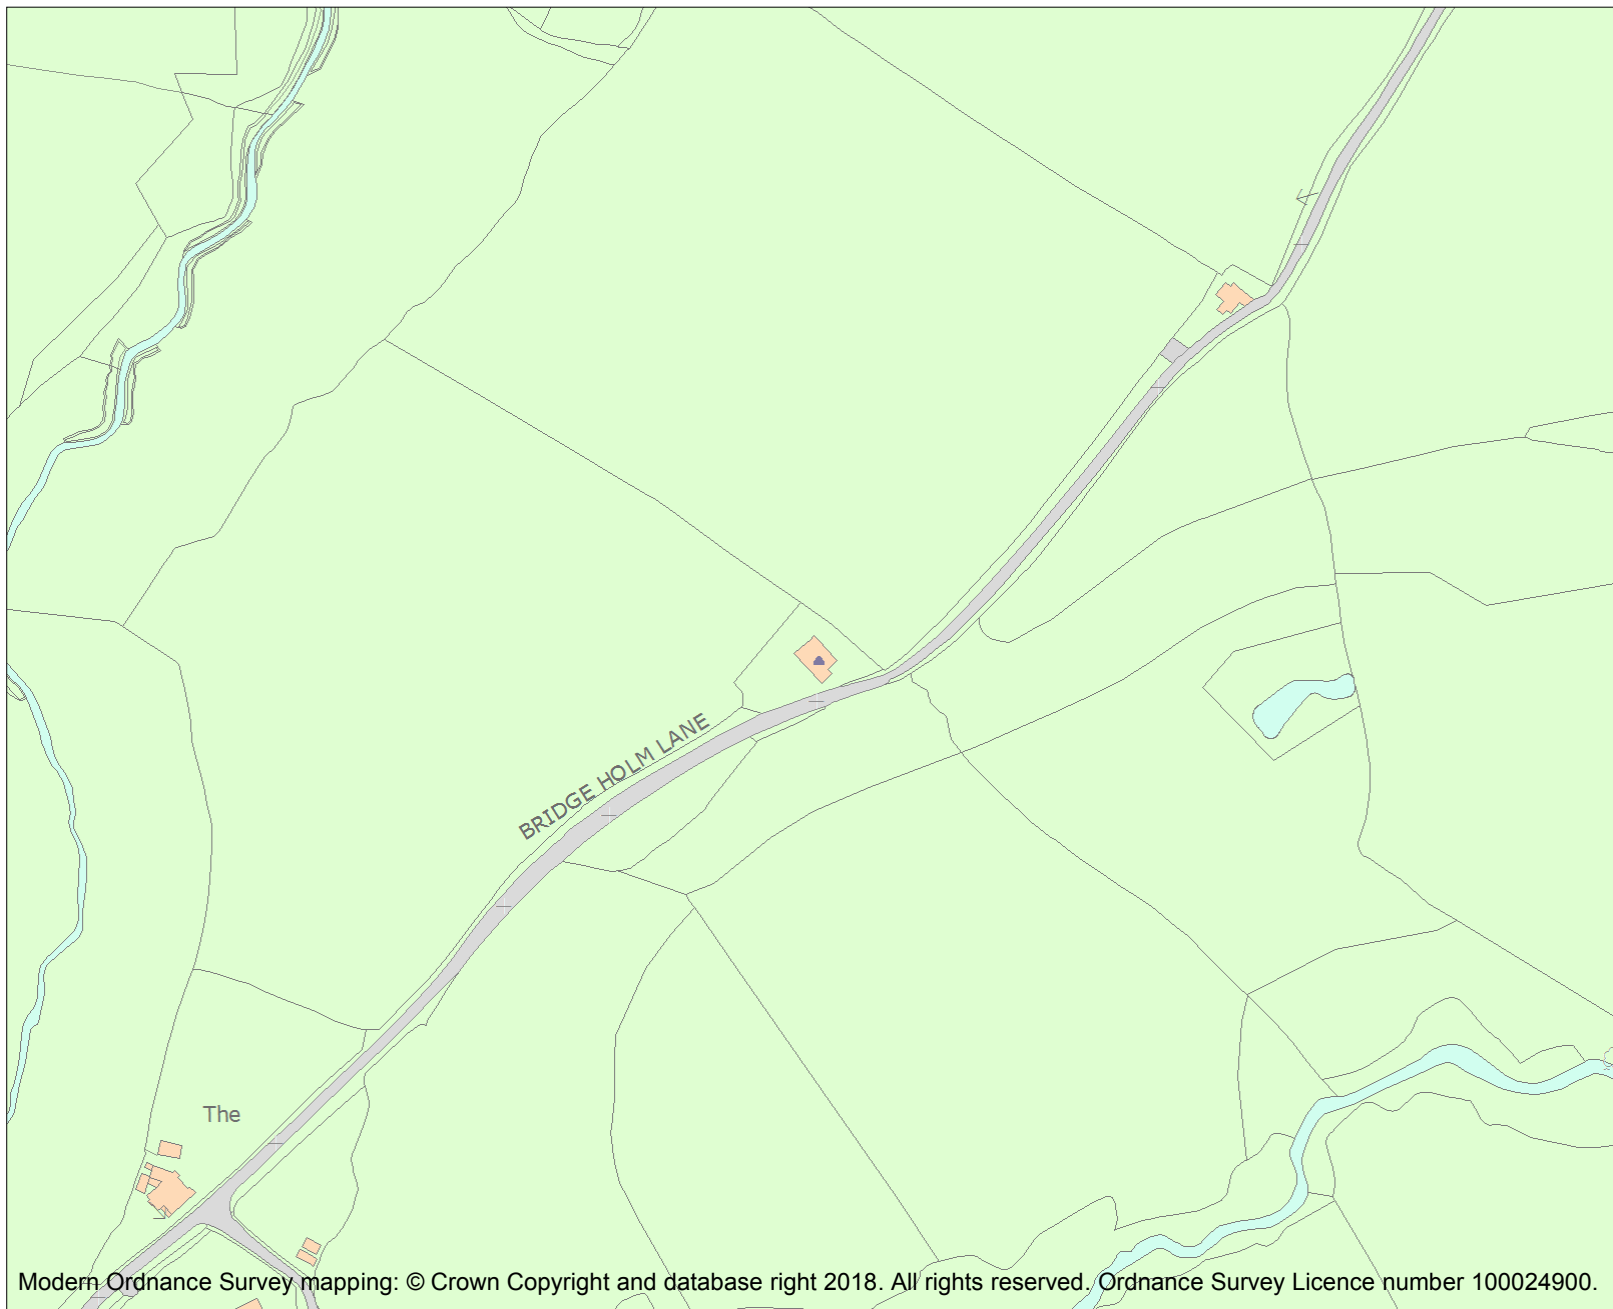 BRIDGE HOLM LANE
The
Modern Ordnance Survey mapping: © Crown Copyright and database right 2018. All rights reserved. Ordnance Survey Licence number 100024900.